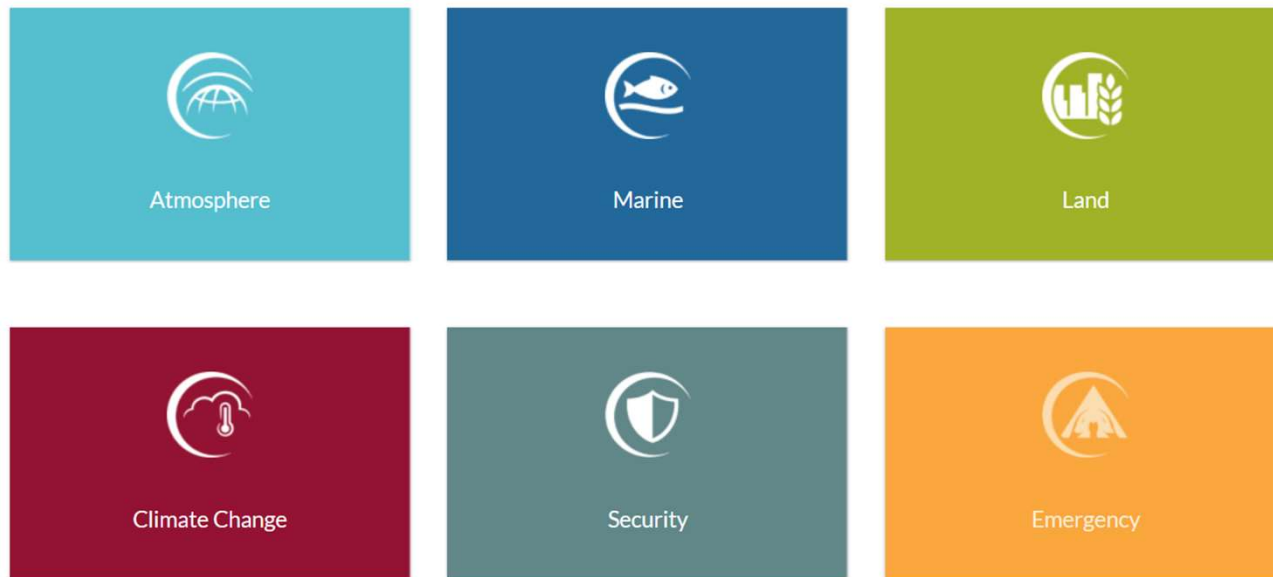 Atmosphere
Marine
Land
Climate Change
Security
Emergency